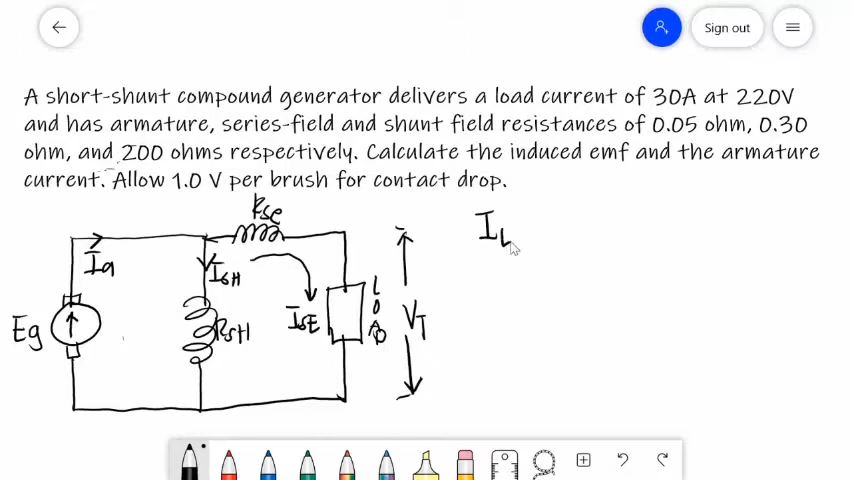 Sign out
A short-shunt compound generator delivers a load current of 30A at 220V
and has armature, series-field and shunt field resistances of 0.05 ohm, 0.30
ohm, and 200 ohms respectively. Calculate the induced emf and the armature
current. Allow 1.0 V per brush for contact drop.
RSE
IL
Ia
ISH
LOAD
Eg
RSH
ISE
VT